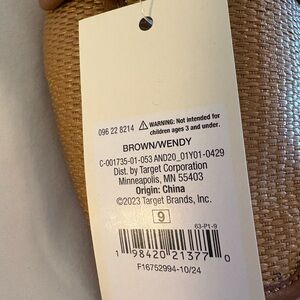 096 22 8214 ⚠ WARNING: Not intended for
children ages 3 and under.
BROWN/WENDY
C-001735-01-053 AND20_01Y01-0429
Dist. by Target Corporation
Minneapolis, MN 55403
Origin: China
©2023 Target Brands, Inc.
9
63-P1-9
1 98420 21377 0
F16752994-10/24